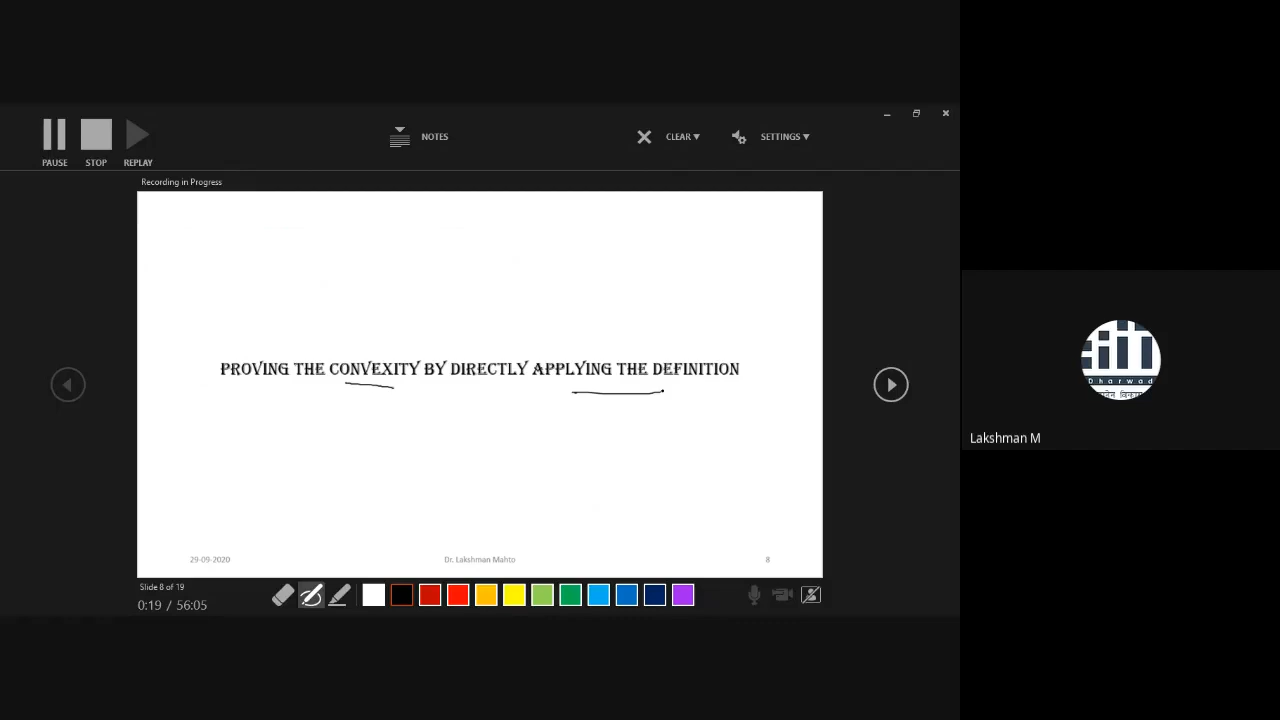 PAUSE STOP REPLAY
NOTES
CLEAR
SETTINGS
Recording in Progress
PROVING THE CONVEXITY BY DIRECTLY APPLYING THE DEFINITION
29-09-2020
Dr. Lakshman Mahto
8
Slide 8 of 19
0:19 / 56:05
Dharwad
Lakshman M